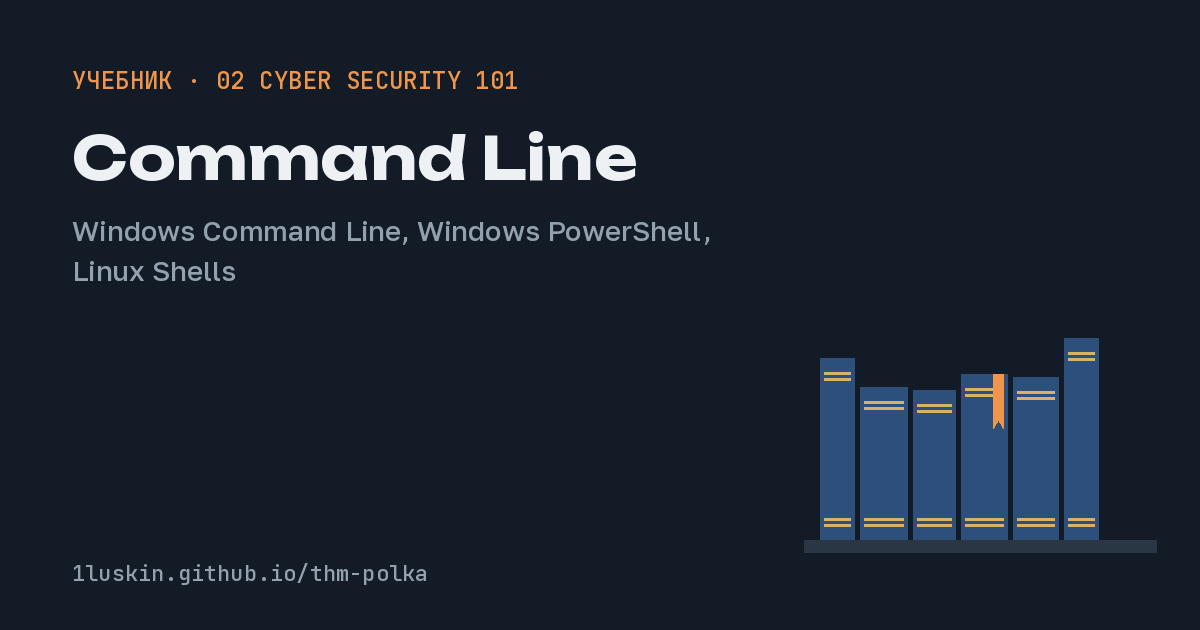 УЧЕБНИК · 02 CYBER SECURITY 101
Command Line
Windows Command Line, Windows PowerShell,
Linux Shells
1luskin.github.io/thm-polka